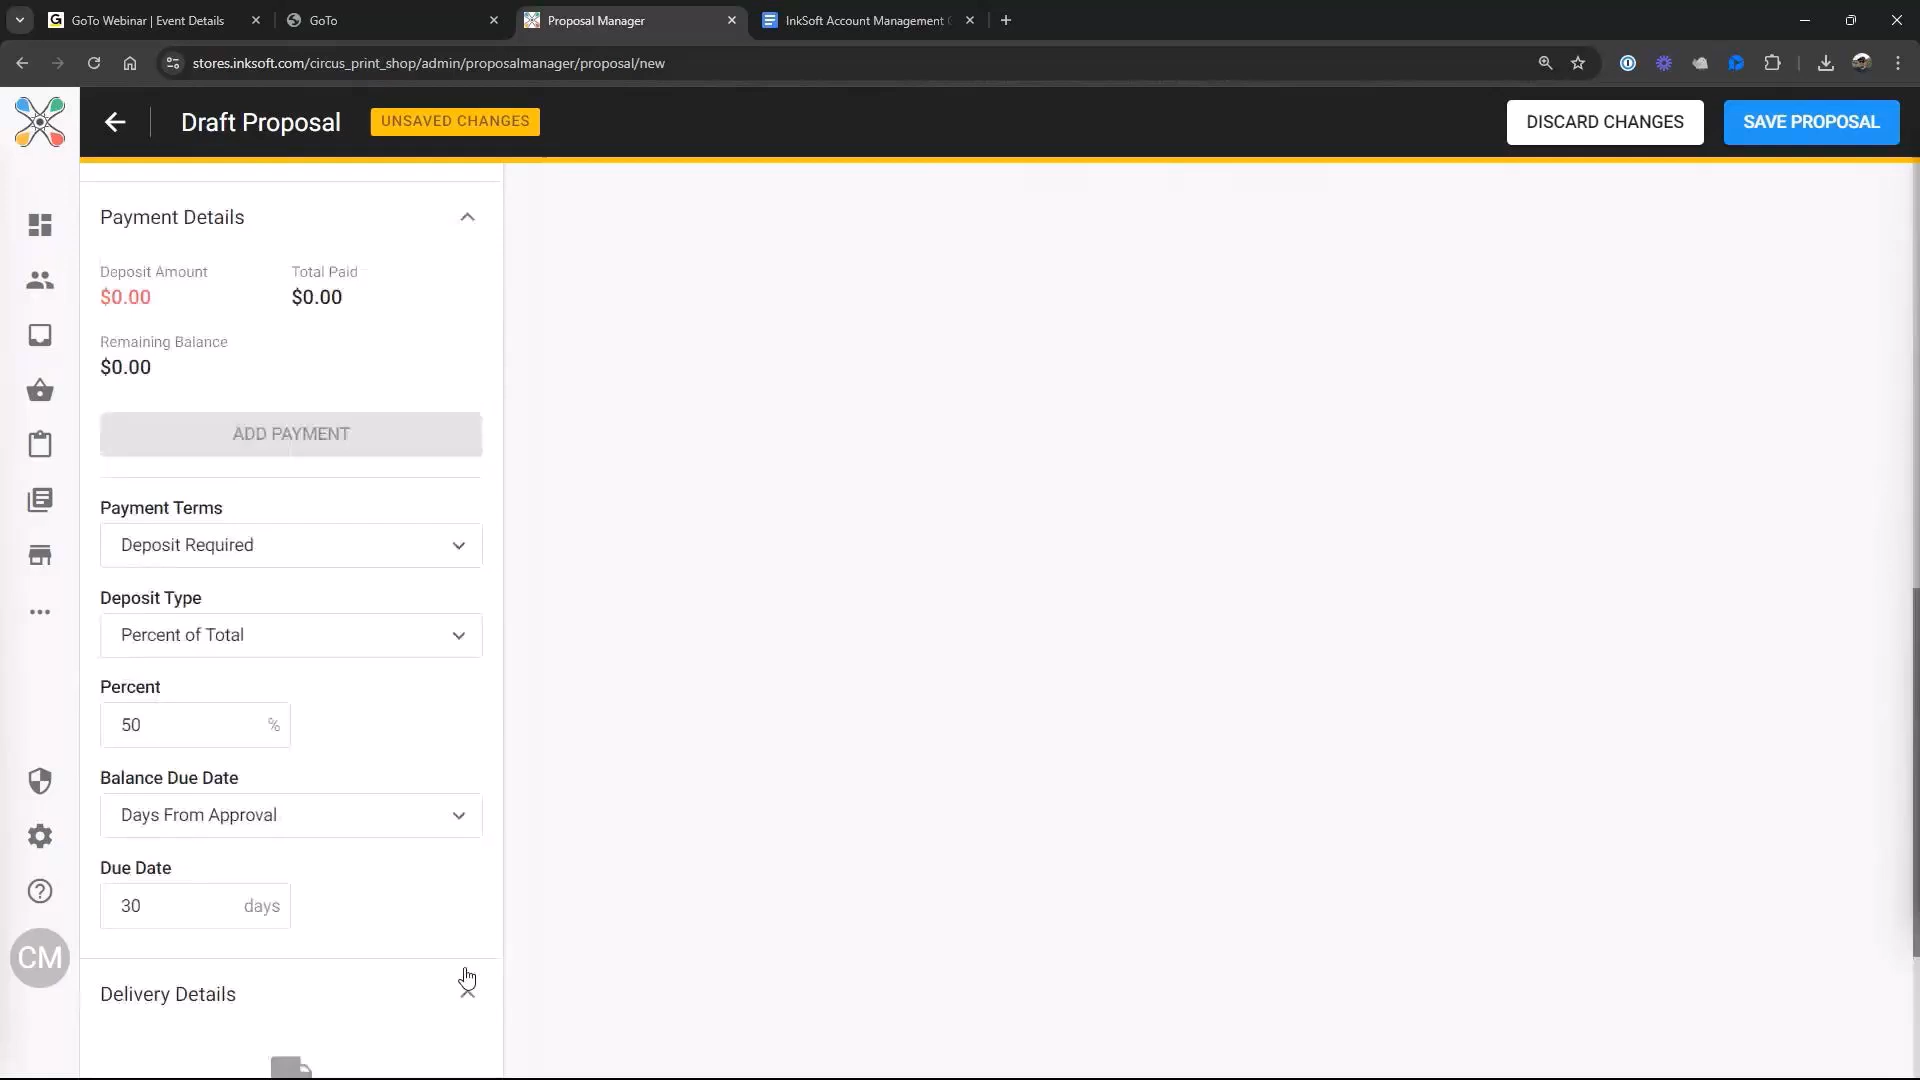 GoTo Webinar | Event Details
GoTo
Proposal Manager
InkSoft Account Management
stores.inksoft.com/circus_print_shop/admin/proposalmanager/proposal/new
Draft Proposal
UNSAVED CHANGES
DISCARD CHANGES
SAVE PROPOSAL
Payment Details
Deposit Amount
Total Paid
$0.00
$0.00
Remaining Balance
$0.00
ADD PAYMENT
Payment Terms
Deposit Required
Deposit Type
Percent of Total
Percent
50 %
Balance Due Date
Days From Approval
Due Date
30 days
CM
Delivery Details